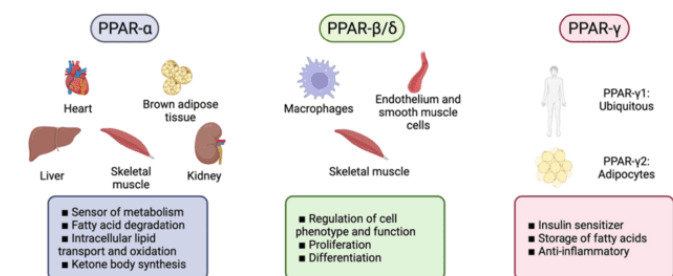 PPAR-α
Heart
Brown adipose
tissue
Liver
Skeletal
muscle
Kidney
■ Sensor of metabolism
■ Fatty acid degradation
■ Intracellular lipid
transport and oxidation
■ Ketone body synthesis
PPAR-β/δ
Macrophages
Endothelium and
smooth muscle
cells
Skeletal muscle
■ Regulation of cell
phenotype and function
■ Proliferation
■ Differentiation
PPAR-γ
PPAR-γ1:
Ubiquitous
PPAR-γ2:
Adipocytes
■ Insulin sensitizer
■ Storage of fatty acids
■ Anti-inflammatory